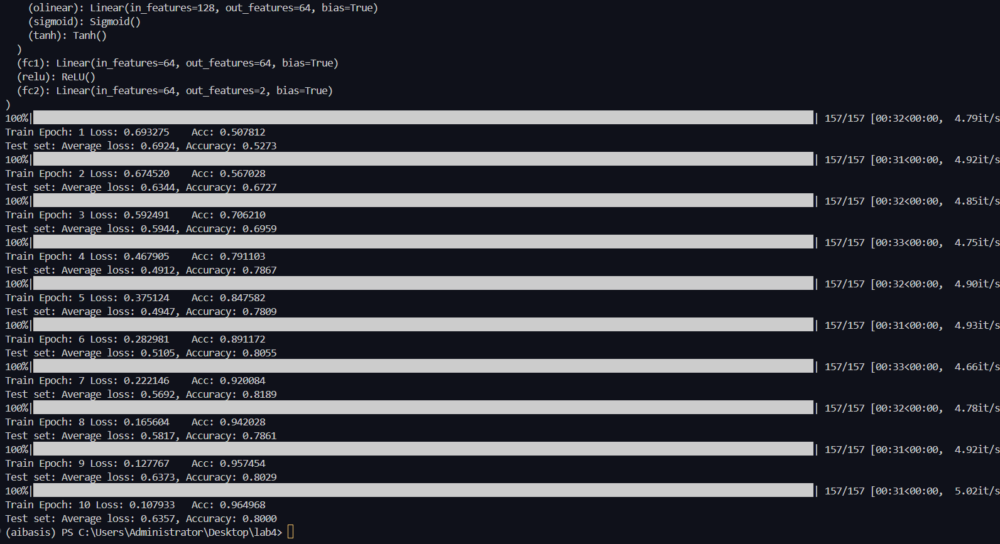 (olinear): Linear(in_features=128, out_features=64, bias=True)
    (sigmoid): Sigmoid()
    (tanh): Tanh()
  )
  (fc1): Linear(in_features=64, out_features=64, bias=True)
  (relu): ReLU()
  (fc2): Linear(in_features=64, out_features=2, bias=True)
)
100%| | 157/157 [00:32<00:00,  4.79it/s
Train Epoch: 1 Loss: 0.693275    Acc: 0.507812
Test set: Average loss: 0.6924, Accuracy: 0.5273
100%| | 157/157 [00:31<00:00,  4.92it/s
Train Epoch: 2 Loss: 0.674520    Acc: 0.567028
Test set: Average loss: 0.6344, Accuracy: 0.6727
100%| | 157/157 [00:32<00:00,  4.85it/s
Train Epoch: 3 Loss: 0.592491    Acc: 0.706210
Test set: Average loss: 0.5944, Accuracy: 0.6959
100%| | 157/157 [00:33<00:00,  4.75it/s
Train Epoch: 4 Loss: 0.467905    Acc: 0.791103
Test set: Average loss: 0.4912, Accuracy: 0.7867
100%| | 157/157 [00:32<00:00,  4.90it/s
Train Epoch: 5 Loss: 0.375124    Acc: 0.847582
Test set: Average loss: 0.4947, Accuracy: 0.7809
100%| | 157/157 [00:31<00:00,  4.93it/s
Train Epoch: 6 Loss: 0.282981    Acc: 0.891172
Test set: Average loss: 0.5105, Accuracy: 0.8055
100%| | 157/157 [00:33<00:00,  4.66it/s
Train Epoch: 7 Loss: 0.222146    Acc: 0.920084
Test set: Average loss: 0.5692, Accuracy: 0.8189
100%| | 157/157 [00:32<00:00,  4.78it/s
Train Epoch: 8 Loss: 0.165604    Acc: 0.942028
Test set: Average loss: 0.5817, Accuracy: 0.7861
100%| | 157/157 [00:31<00:00,  4.92it/s
Train Epoch: 9 Loss: 0.127767    Acc: 0.957454
Test set: Average loss: 0.6373, Accuracy: 0.8029
100%| | 157/157 [00:31<00:00,  5.02it/s
Train Epoch: 10 Loss: 0.107933   Acc: 0.964968
Test set: Average loss: 0.6357, Accuracy: 0.8000
(aibasis) PS C:\Users\Administrator\Desktop\lab4>